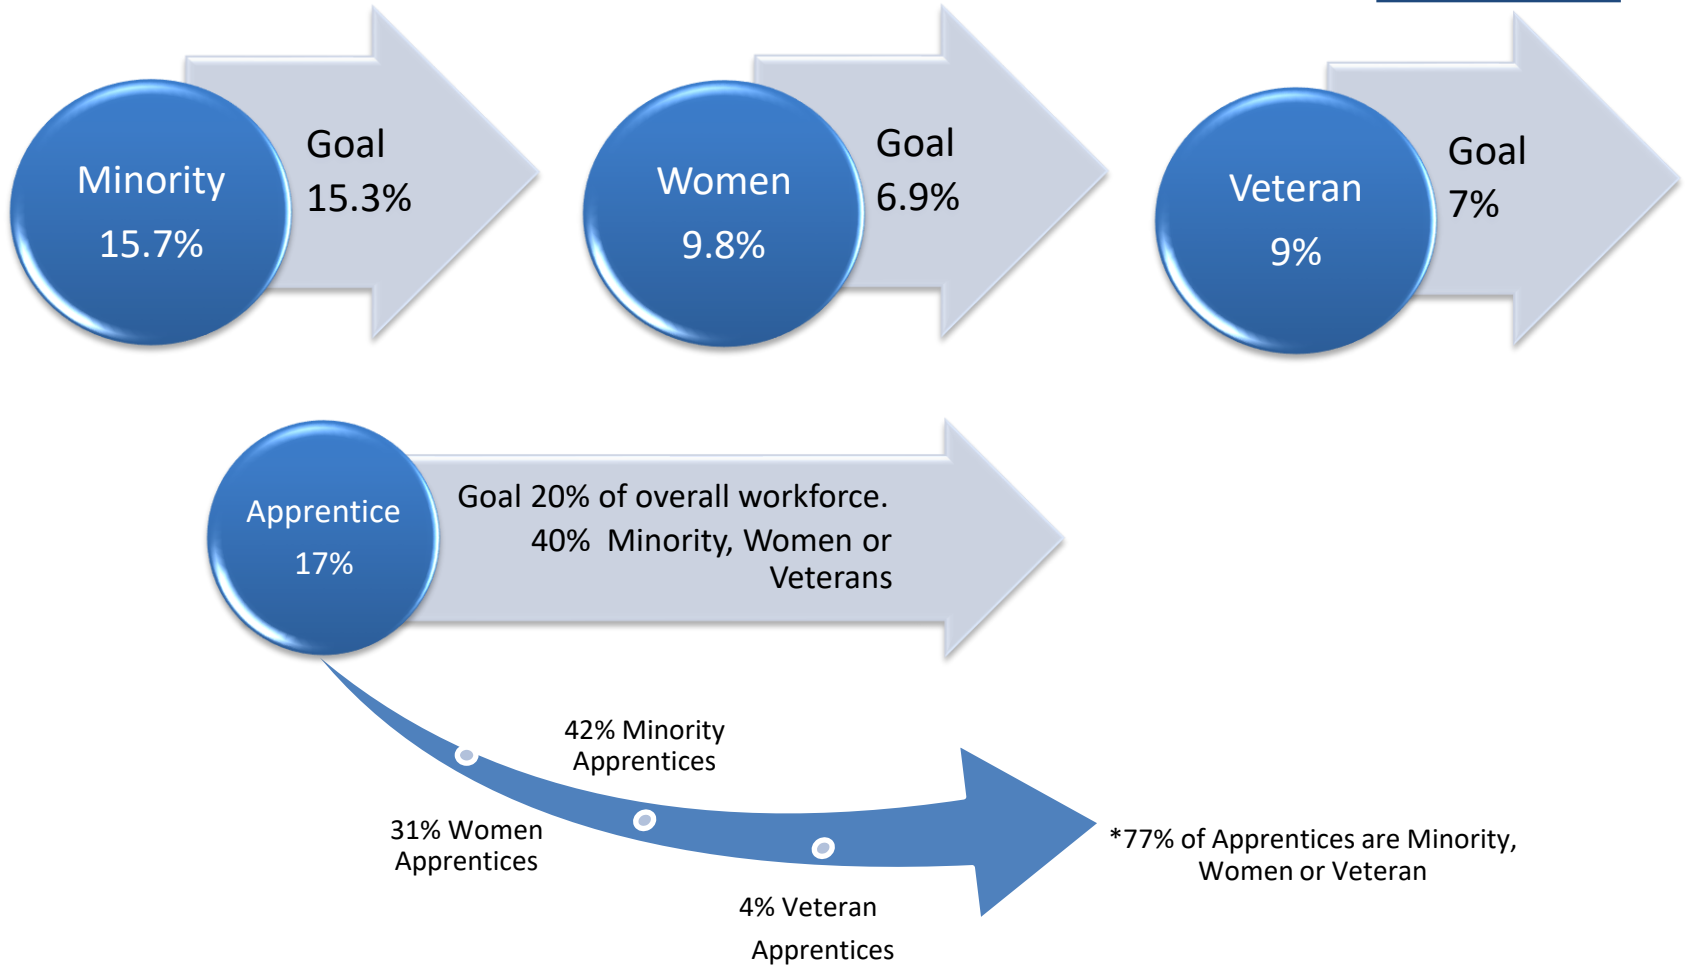 Minority
15.7%
Goal
15.3%
Women
9.8%
Goal
6.9%
Veteran
9%
Goal
7%
Apprentice
17%
Goal 20% of overall workforce.
40% Minority, Women or
Veterans
42% Minority
Apprentices
31% Women
Apprentices
4% Veteran
Apprentices
*77% of Apprentices are Minority,
Women or Veteran